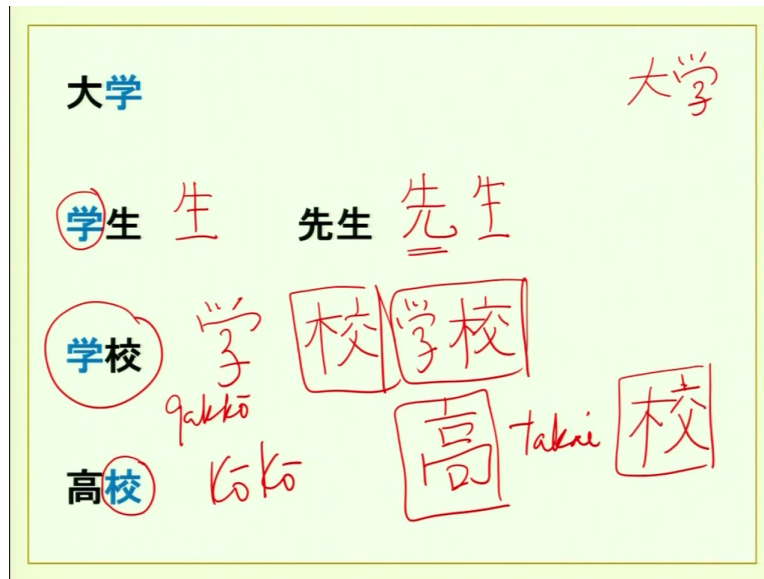 大学 大学
学生 生 先生 先生
学校 学 校 学校
gakkō
高校 kōkō 高 takai 校